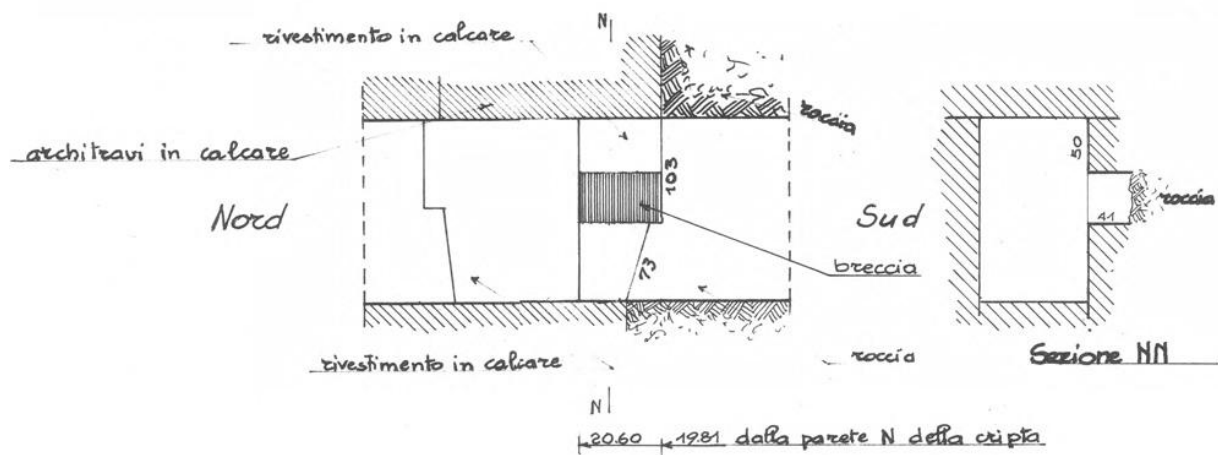 N
rivestimento in calcare
roccia
architravi in calcare
103
50
Nord
Sud
roccia
41
73
breccia
rivestimento in calcare
roccia
Sezione NN
N
20.60 19.81 dalla parete N della cripta